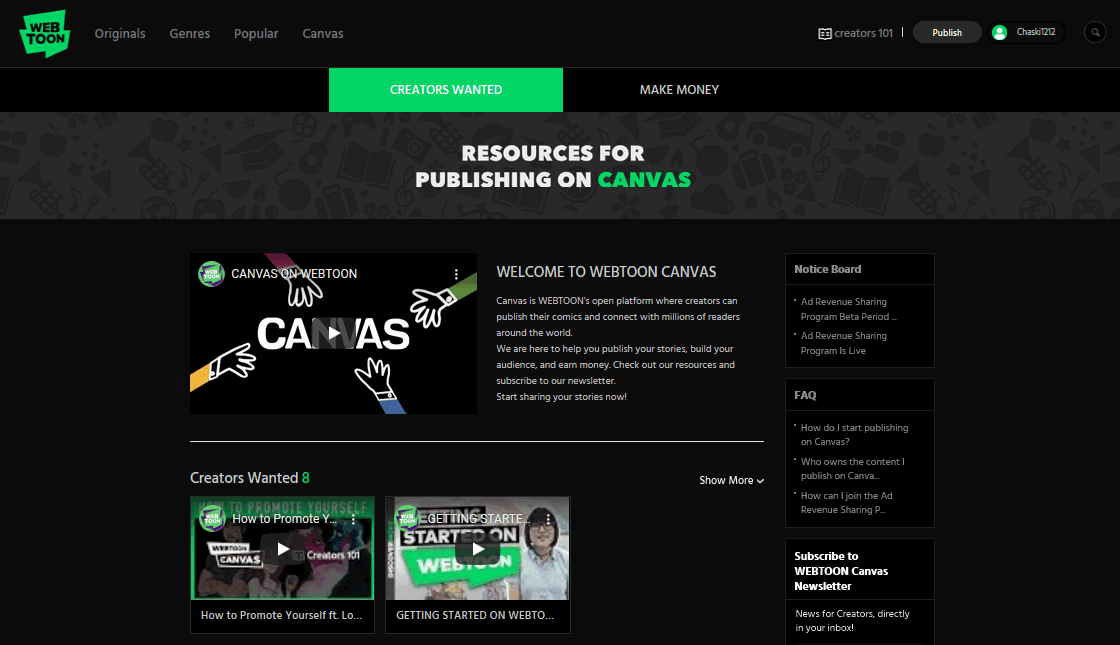 WEB
TOON
Originals
Genres
Popular
Canvas
creators 101
Publish
Chaski1212
CREATORS WANTED
MAKE MONEY
RESOURCES FOR
PUBLISHING ON CANVAS
WEB
TOON
CANVAS ON WEBTOON
CANVAS
WELCOME TO WEBTOON CANVAS
Canvas is WEBTOON's open platform where creators can
publish their comics and connect with millions of readers
around the world.
We are here to help you publish your stories, build your
audience, and earn money. Check out our resources and
subscribe to our newsletter.
Start sharing your stories now!
Notice Board
Ad Revenue Sharing
Program Beta Period ...
Ad Revenue Sharing
Program Is Live
FAQ
How do I start publishing
on Canvas?
Who owns the content I
publish on Canva...
How can I join the Ad
Revenue Sharing P...
Subscribe to
WEBTOON Canvas
Newsletter
News for Creators, directly
in your inbox!
Creators Wanted 8
Show More
HOW TO PROMOTE YOURSELF
WEB
TOON
How to Promote Y...
WEBTOON
CANVAS
Creators 101
How to Promote Yourself ft. Lo...
WEB
TOON
GETTING STARTE...
STARTED ON
WEBTOON
GETTING STARTED ON WEBTO...